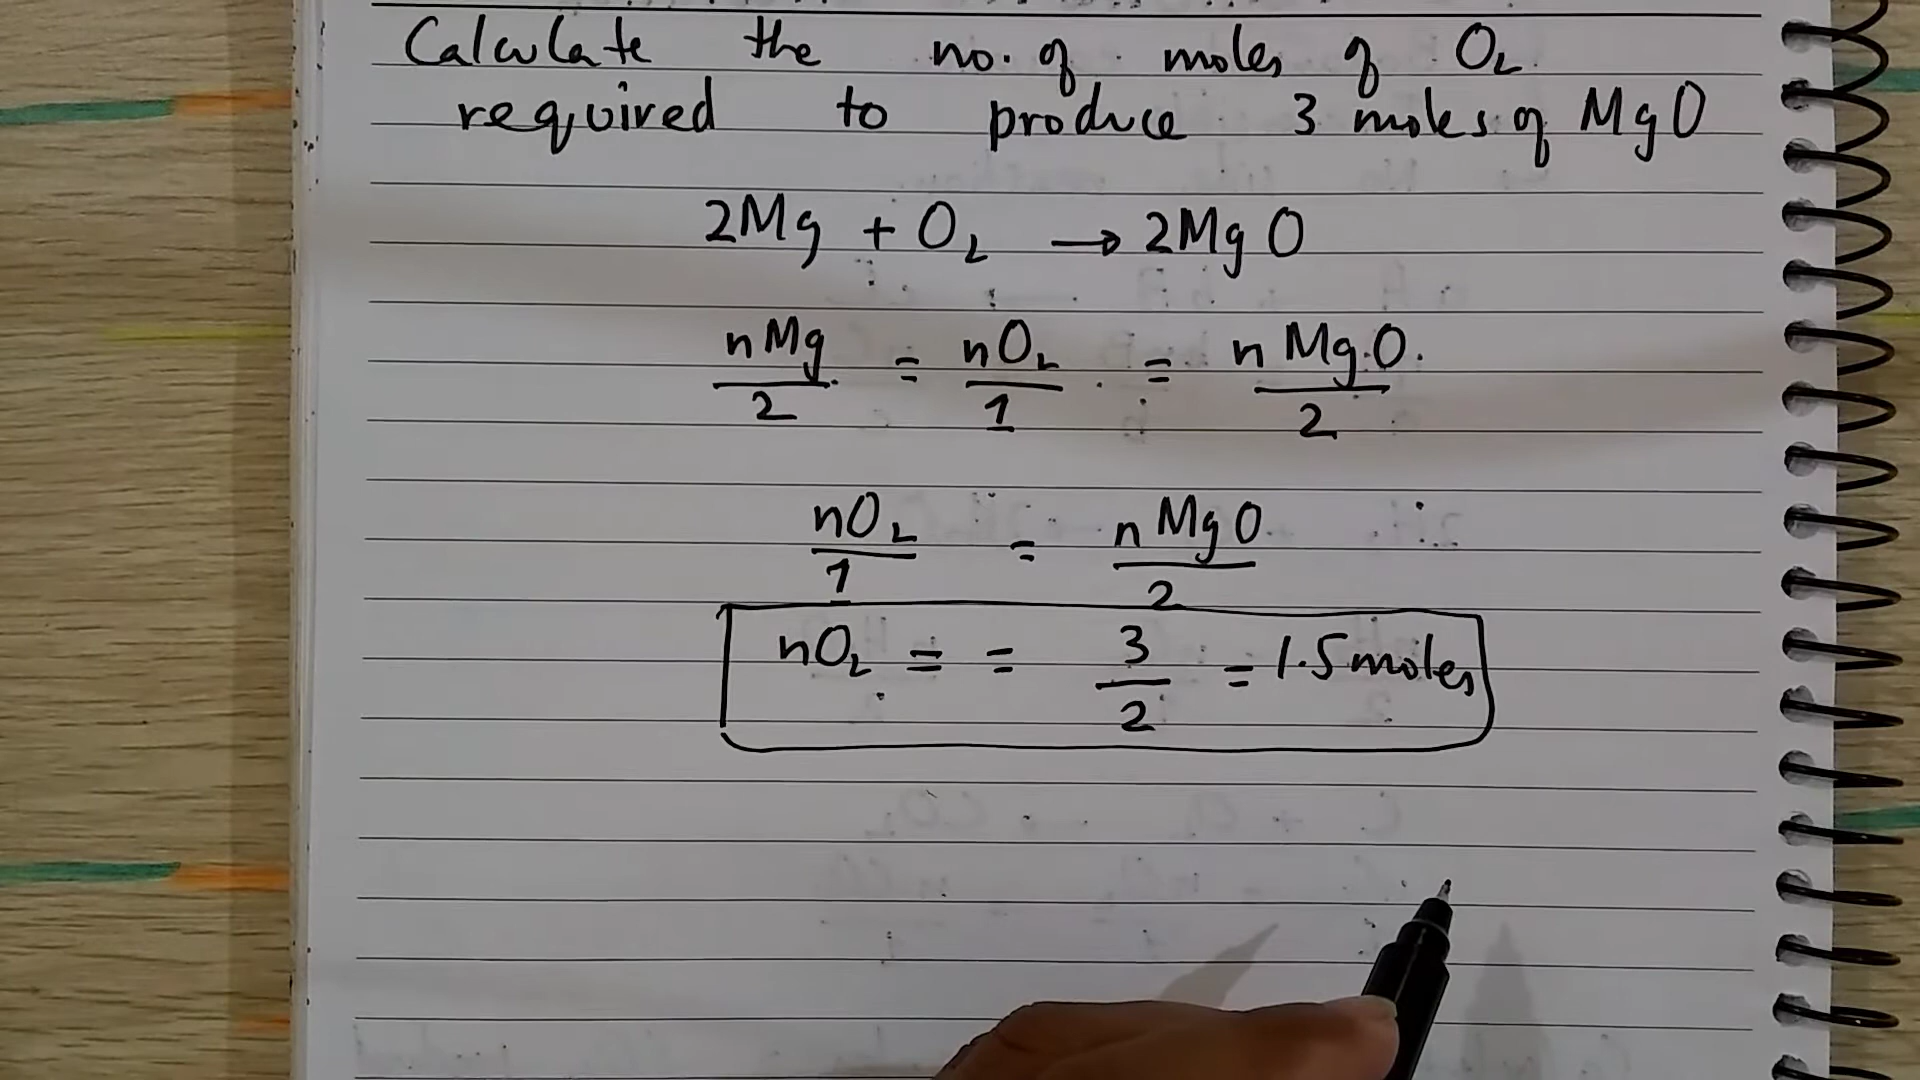 Calculate the no. of moles of O₂
required to produce 3 moles of MgO
2Mg + O₂ → 2MgO
nMg/2 = nO₂/1 = nMgO/2
nO₂/1 = nMgO/2
nO₂ = = 3/2 = 1.5 moles